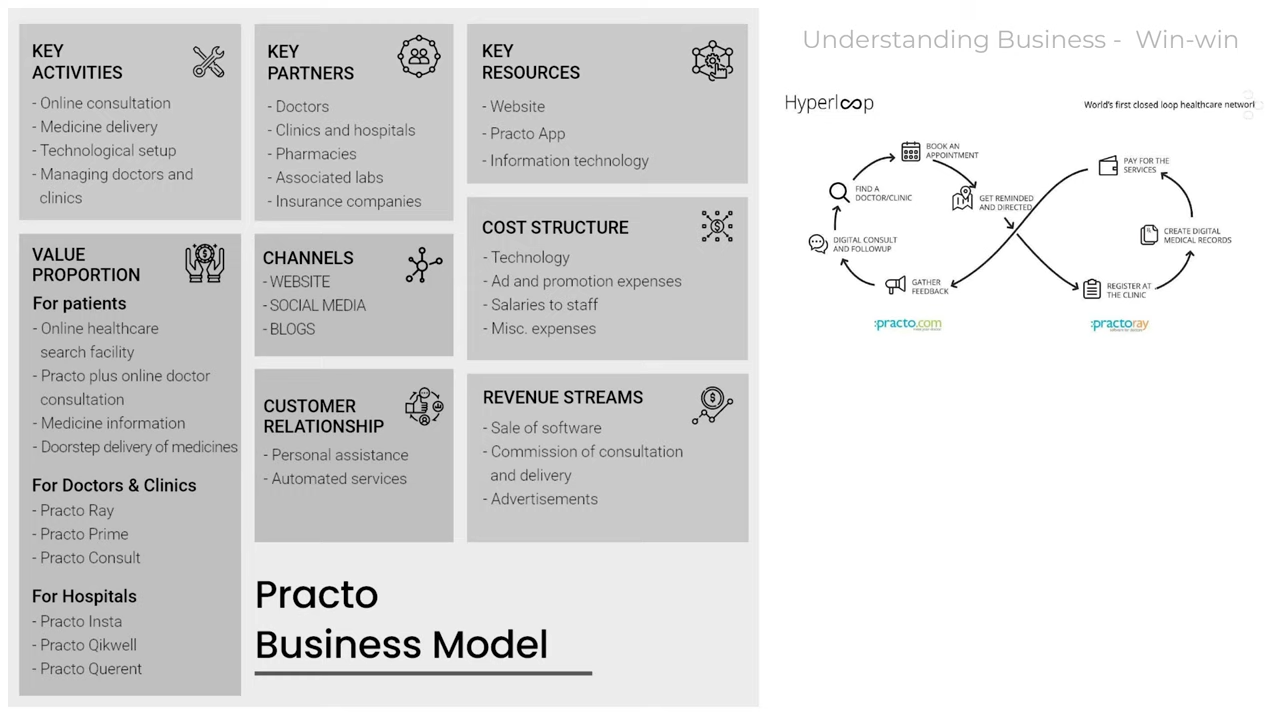 KEY
ACTIVITIES
- Online consultation
- Medicine delivery
- Technological setup
- Managing doctors and
clinics
VALUE
PROPORTION
For patients
- Online healthcare
search facility
- Practo plus online doctor
consultation
- Medicine information
- Doorstep delivery of medicines
For Doctors & Clinics
- Practo Ray
- Practo Prime
- Practo Consult
For Hospitals
- Practo Insta
- Practo Qikwell
- Practo Querent
KEY
PARTNERS
- Doctors
- Clinics and hospitals
- Pharmacies
- Associated labs
- Insurance companies
CHANNELS
- WEBSITE
- SOCIAL MEDIA
- BLOGS
CUSTOMER
RELATIONSHIP
- Personal assistance
- Automated services
KEY
RESOURCES
- Website
- Practo App
- Information technology
COST STRUCTURE
- Technology
- Ad and promotion expenses
- Salaries to staff
- Misc. expenses
REVENUE STREAMS
- Sale of software
- Commission of consultation
and delivery
- Advertisements
Practo
Business Model
Understanding Business - Win-win
Hyperloop
World's first closed loop healthcare network
BOOK AN
APPOINTMENT
FIND A
DOCTOR/CLINIC
GET REMINDED
AND DIRECTED
DIGITAL CONSULT
AND FOLLOWUP
GATHER
FEEDBACK
PAY FOR THE
SERVICES
CREATE DIGITAL
MEDICAL RECORDS
REGISTER AT
THE CLINIC
:practo.com
:practoray